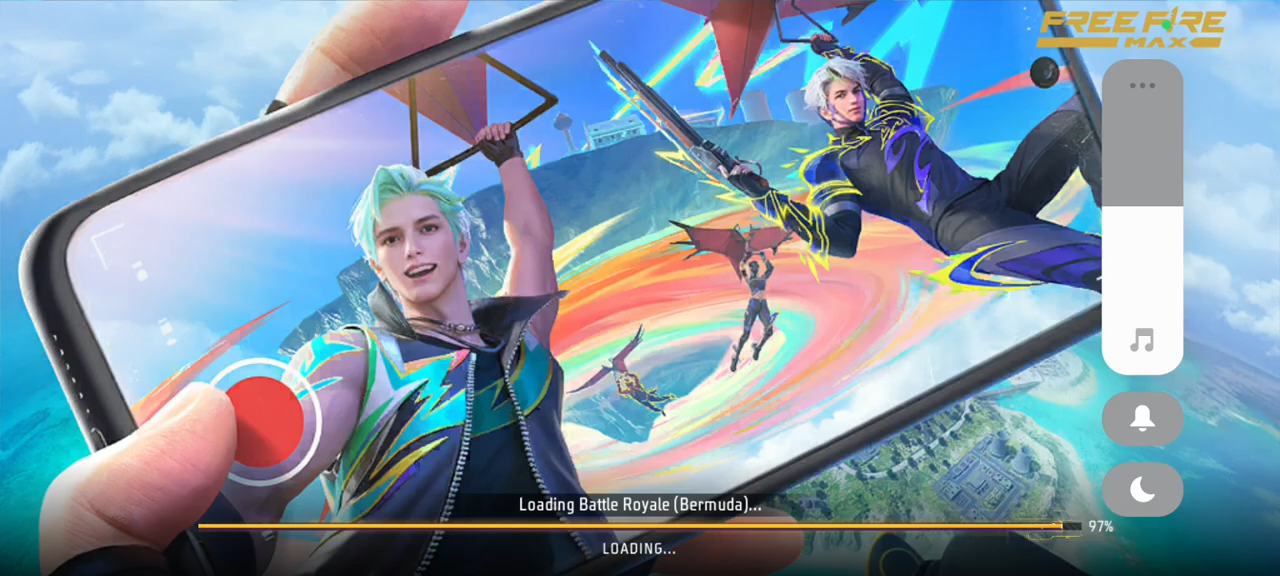 FREE FIRE
MAX
Loading Battle Royale (Bermuda)...
97%
LOADING...